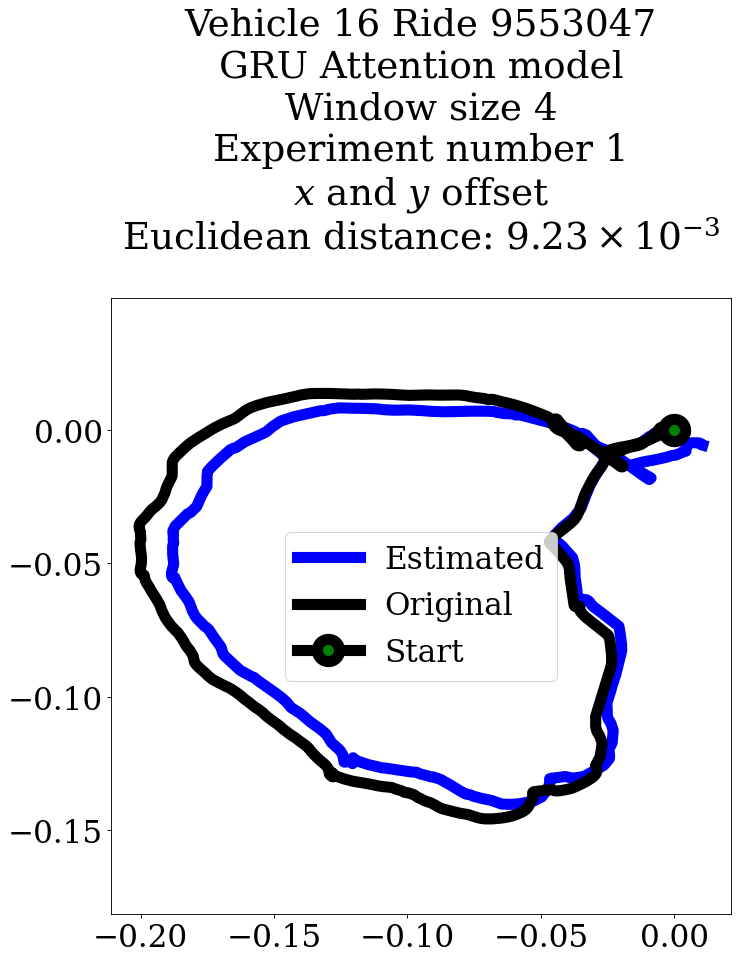 Vehicle 16 Ride 9553047
GRU Attention model
Window size 4
Experiment number 1
x and y offset
Euclidean distance: 9.23 × 10⁻³
0.00
−0.05
−0.10
−0.15
Estimated
Original
Start
−0.20 −0.15 −0.10 −0.05 0.00